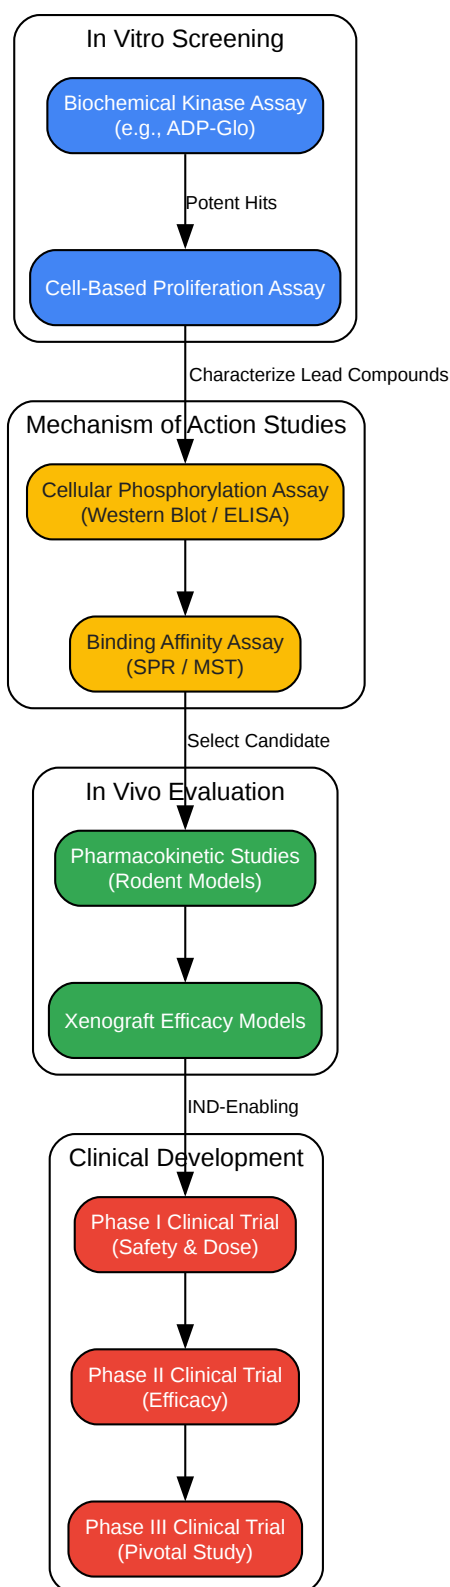 In Vitro Screening
Biochemical Kinase Assay
(e.g., ADP-Glo)
Potent Hits
Cell-Based Proliferation Assay
Characterize Lead Compounds
Mechanism of Action Studies
Cellular Phosphorylation Assay
(Western Blot / ELISA)
Binding Affinity Assay
(SPR / MST)
Select Candidate
In Vivo Evaluation
Pharmacokinetic Studies
(Rodent Models)
Xenograft Efficacy Models
IND-Enabling
Clinical Development
Phase I Clinical Trial
(Safety & Dose)
Phase II Clinical Trial
(Efficacy)
Phase III Clinical Trial
(Pivotal Study)